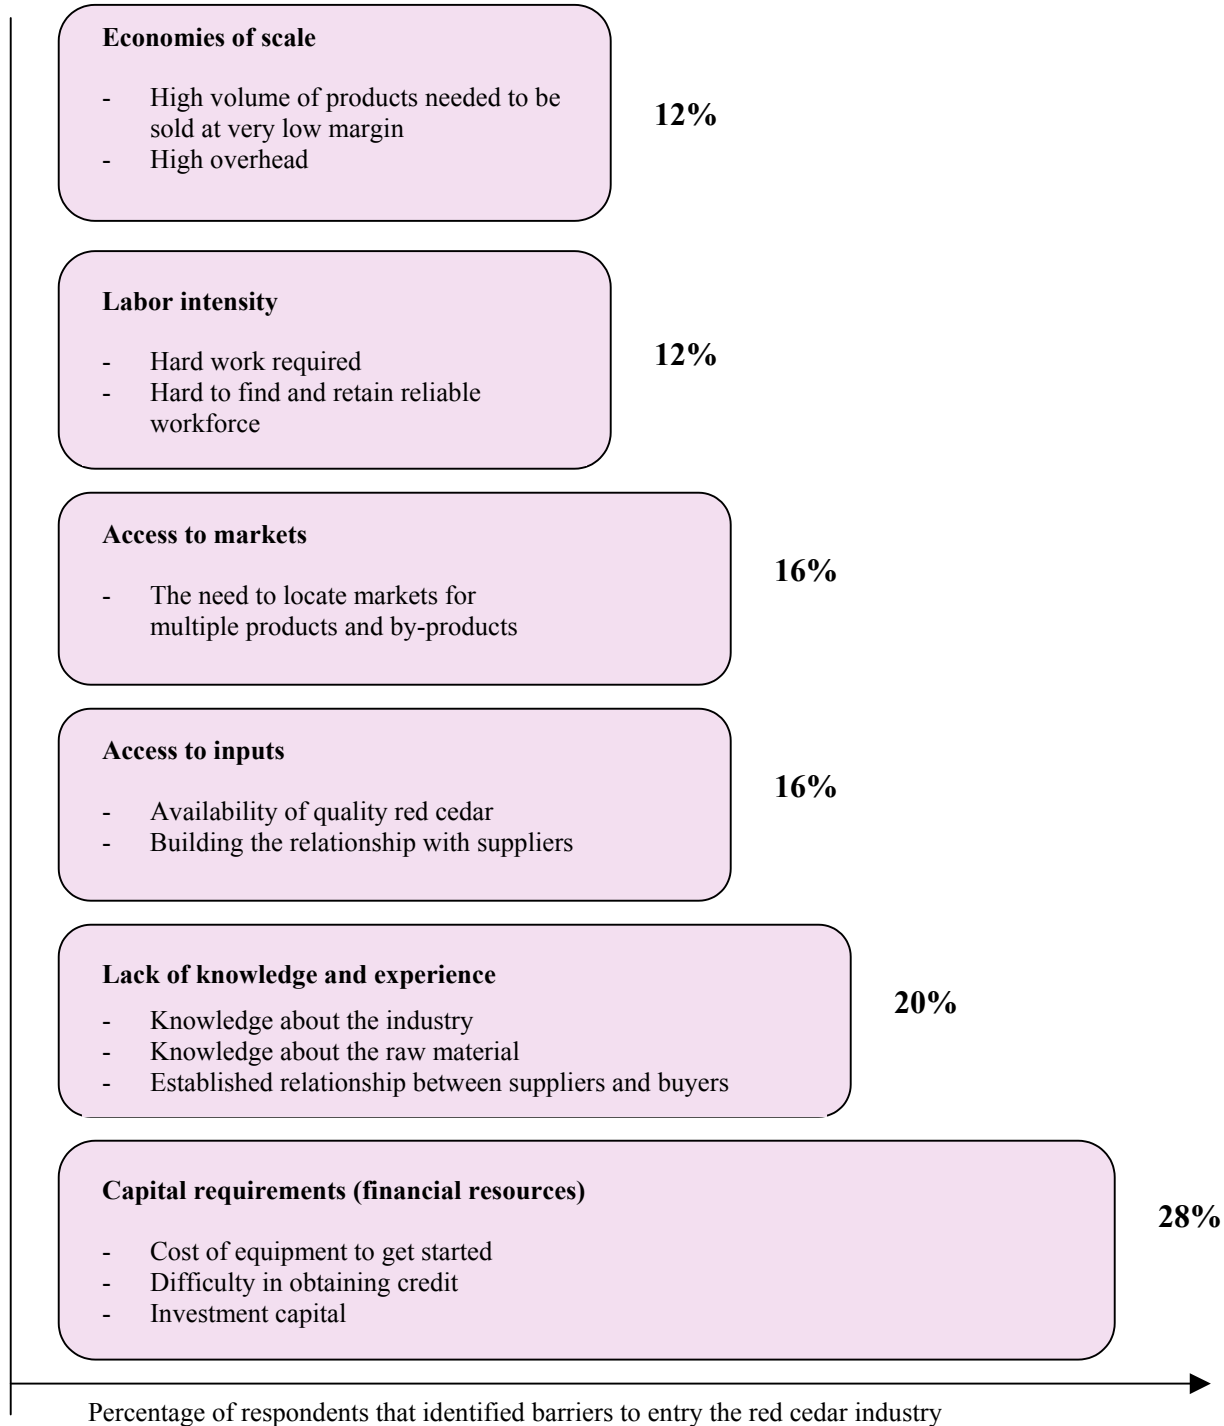 Economies of scale
- High volume of products needed to be
sold at very low margin
- High overhead
12%
Labor intensity
- Hard work required
- Hard to find and retain reliable
workforce
12%
Access to markets
- The need to locate markets for
multiple products and by-products
16%
Access to inputs
- Availability of quality red cedar
- Building the relationship with suppliers
16%
Lack of knowledge and experience
- Knowledge about the industry
- Knowledge about the raw material
- Established relationship between suppliers and buyers
20%
Capital requirements (financial resources)
- Cost of equipment to get started
- Difficulty in obtaining credit
- Investment capital
28%
Percentage of respondents that identified barriers to entry the red cedar industry